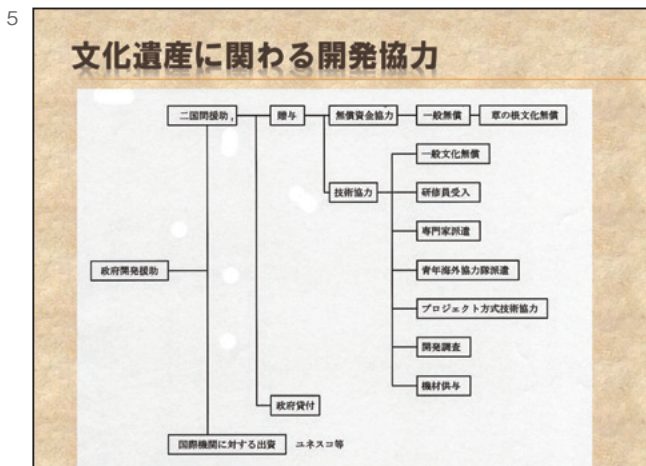 5
文化遺産に関わる開発協力
二国間援助
贈与
無償資金協力
一般無償
草の根文化無償
一般文化無償
技術協力
研修員受入
専門家派遣
政府開発援助
青年海外協力隊派遣
プロジェクト方式技術協力
開発調査
機材供与
政府貸付
国際機関に対する出資 ユネスコ等